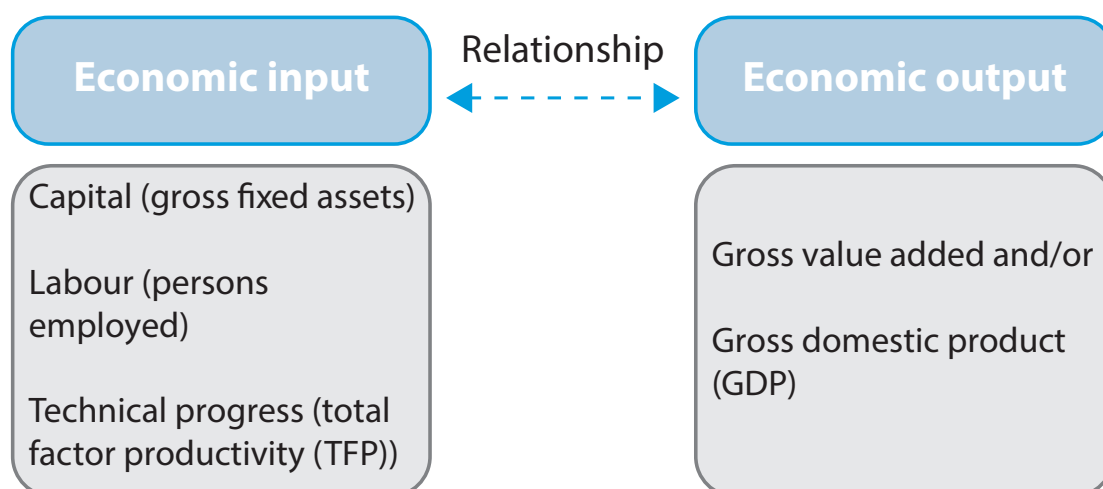 Economic input
Relationship
Economic output
Capital (gross fixed assets)
Labour (persons
employed)
Technical progress (total
factor productivity (TFP))
Gross value added and/or
Gross domestic product
(GDP)